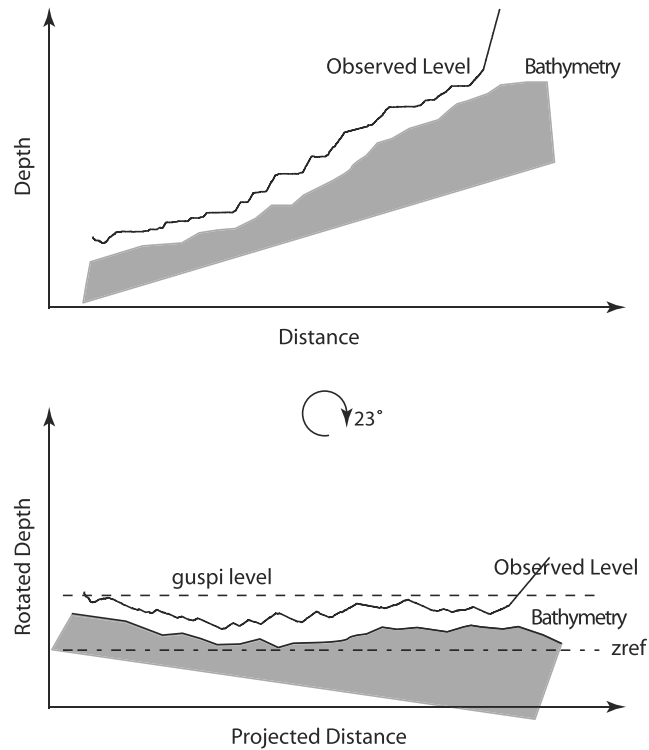 Observed Level
Bathymetry
Depth
Distance
23°
Rotated Depth
guspi level
Observed Level
Bathymetry
zref
Projected Distance